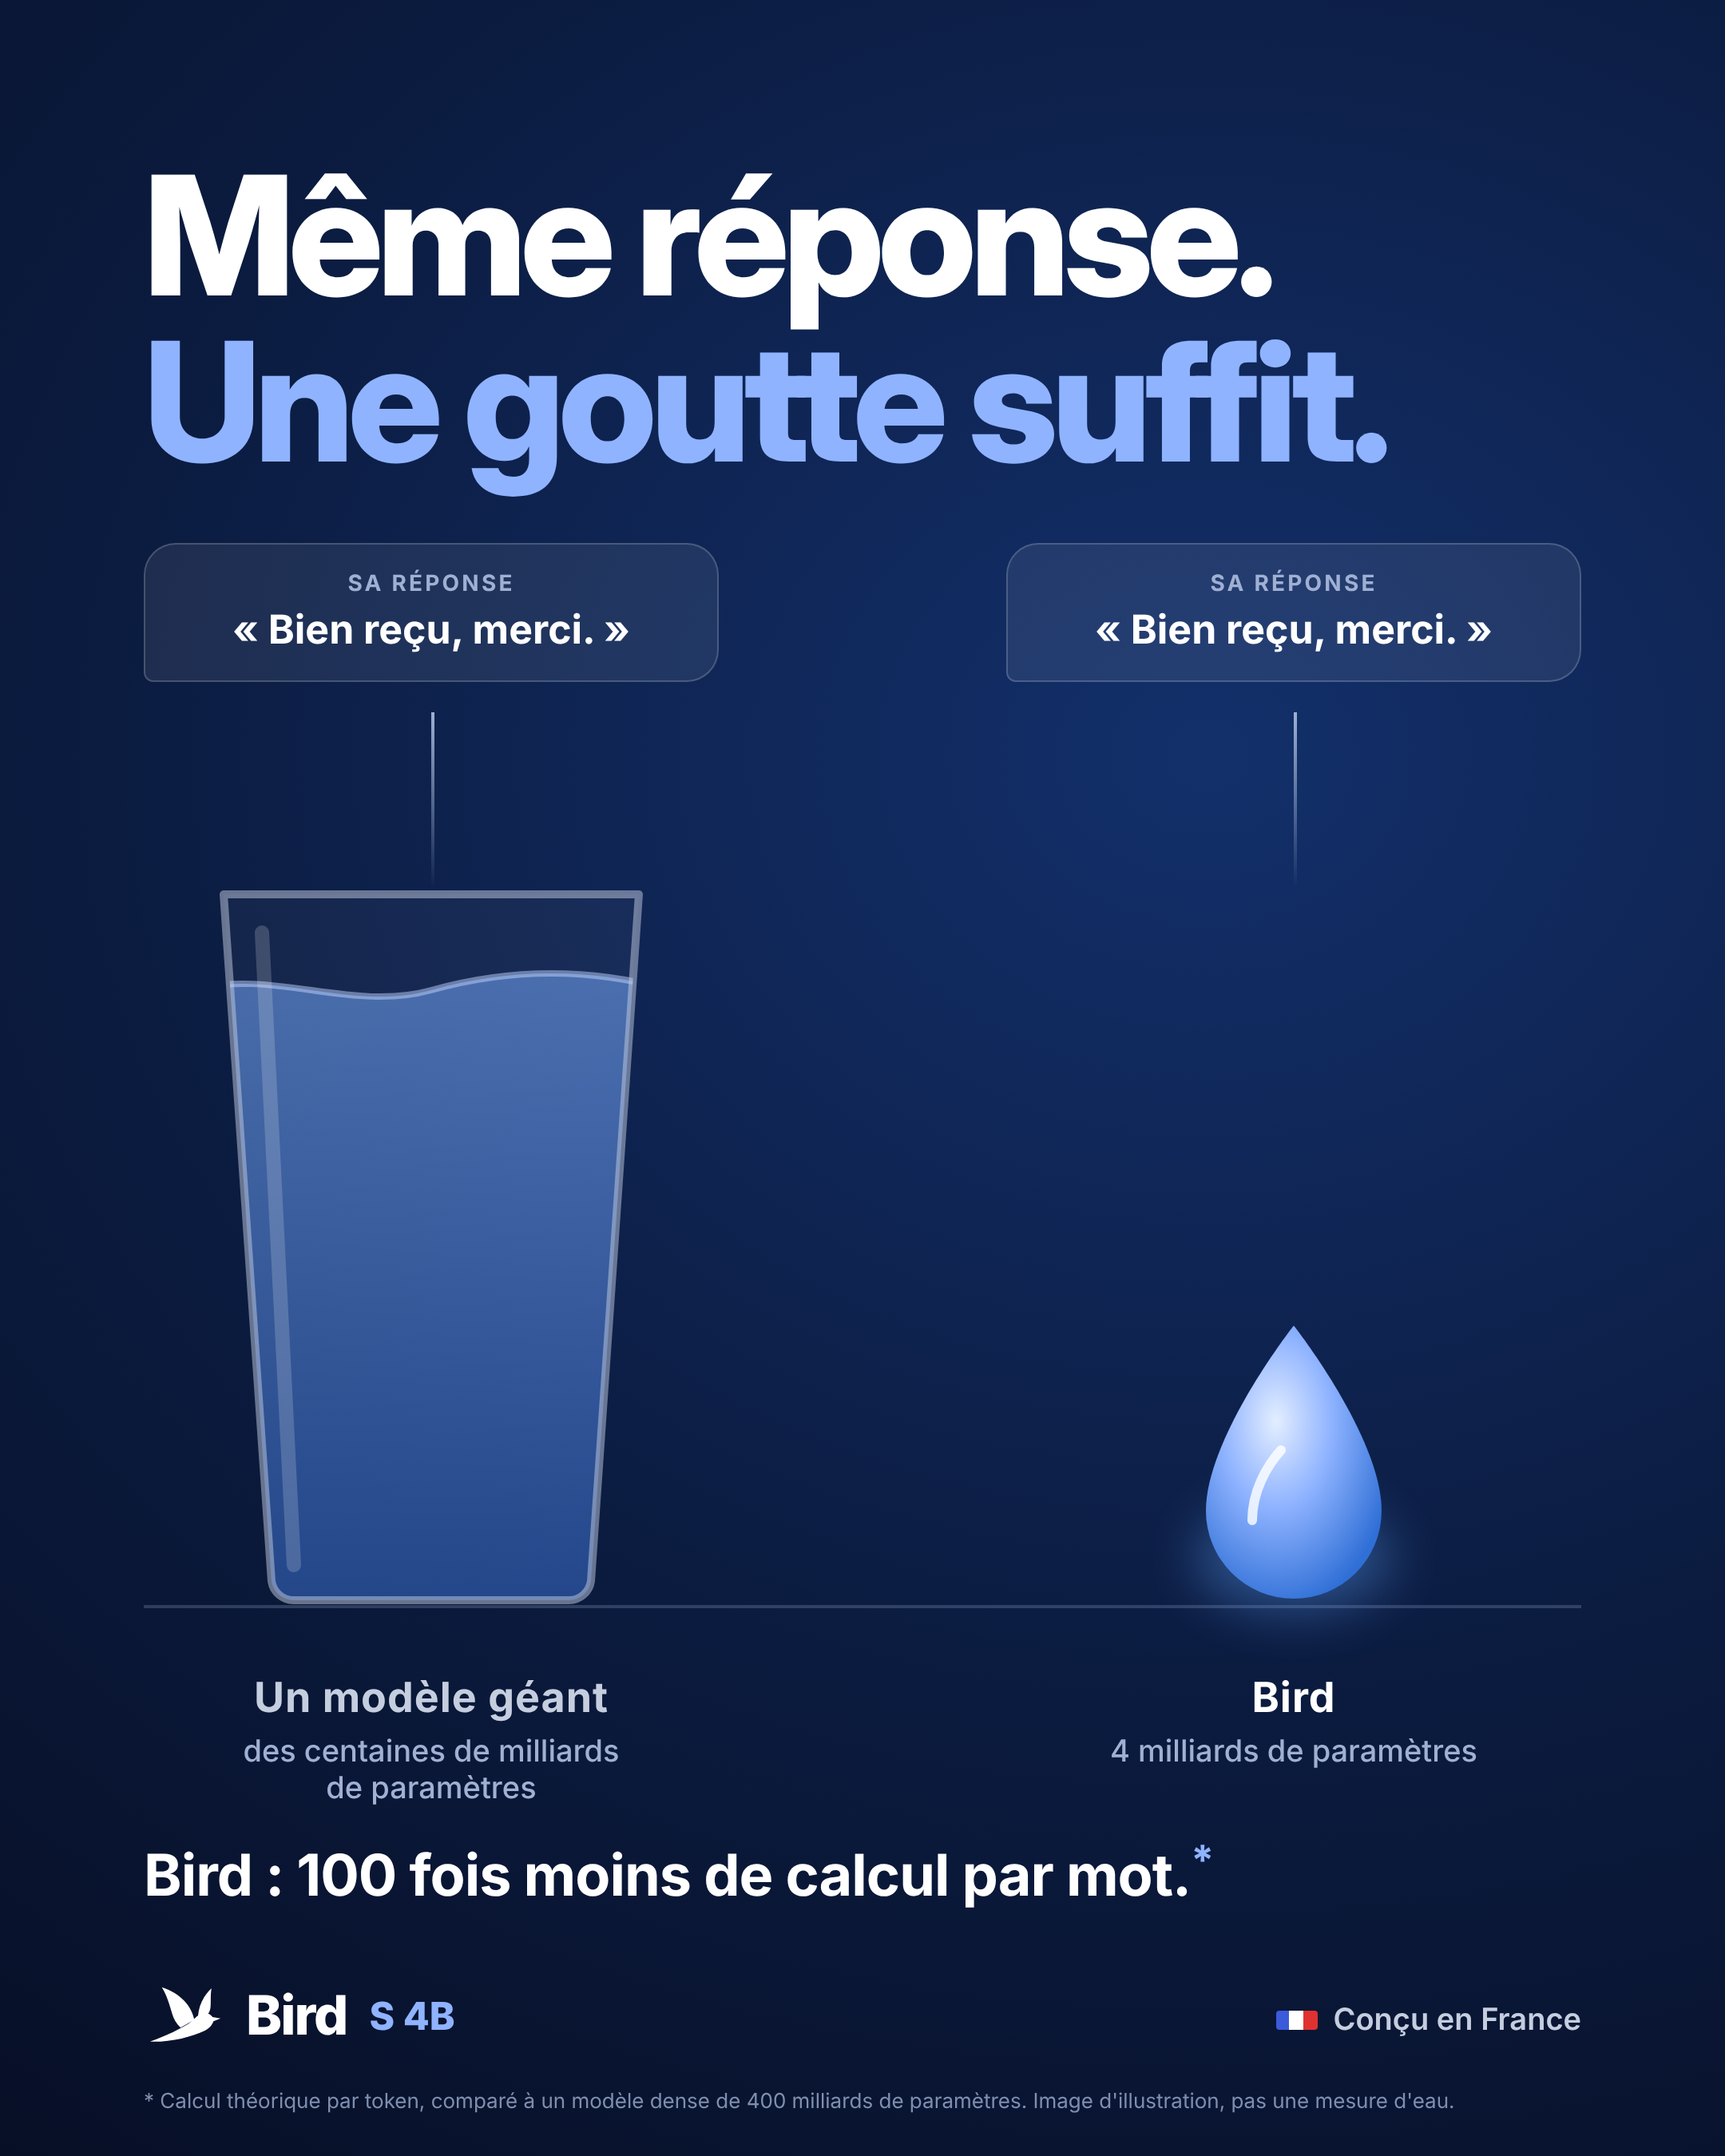 Même réponse.
Une goutte suffit.
SA RÉPONSE
« Bien reçu, merci. »
SA RÉPONSE
« Bien reçu, merci. »
Un modèle géant
des centaines de milliards
de paramètres
Bird
4 milliards de paramètres
Bird : 100 fois moins de calcul par mot.*
Bird S 4B
Conçu en France
* Calcul théorique par token, comparé à un modèle dense de 400 milliards de paramètres. Image d'illustration, pas une mesure d'eau.